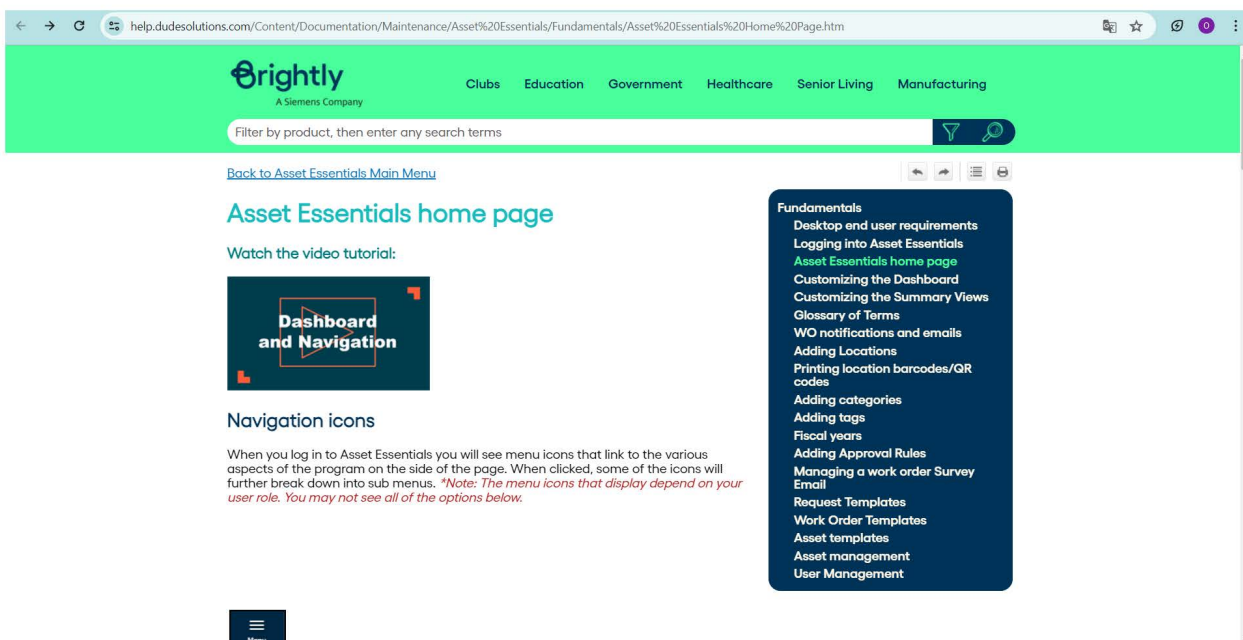 help.dudesolutions.com/Content/Documentation/Maintenance/Asset%20Essentials/Fundamentals/Asset%20Essentials%20Home%20Page.htm
O
Brightly
A Siemens Company
Clubs Education Government Healthcare Senior Living Manufacturing
Filter by product, then enter any search terms
Back to Asset Essentials Main Menu
Asset Essentials home page
Watch the video tutorial:
Dashboard
and Navigation
Navigation icons
When you log in to Asset Essentials you will see menu icons that link to the various
aspects of the program on the side of the page. When clicked, some of the icons will
further break down into sub menus. *Note: The menu icons that display depend on your
user role. You may not see all of the options below.
Menu
Fundamentals
Desktop end user requirements
Logging into Asset Essentials
Asset Essentials home page
Customizing the Dashboard
Customizing the Summary Views
Glossary of Terms
WO notifications and emails
Adding Locations
Printing location barcodes/QR
codes
Adding categories
Adding tags
Fiscal years
Adding Approval Rules
Managing a work order Survey
Email
Request Templates
Work Order Templates
Asset templates
Asset management
User Management